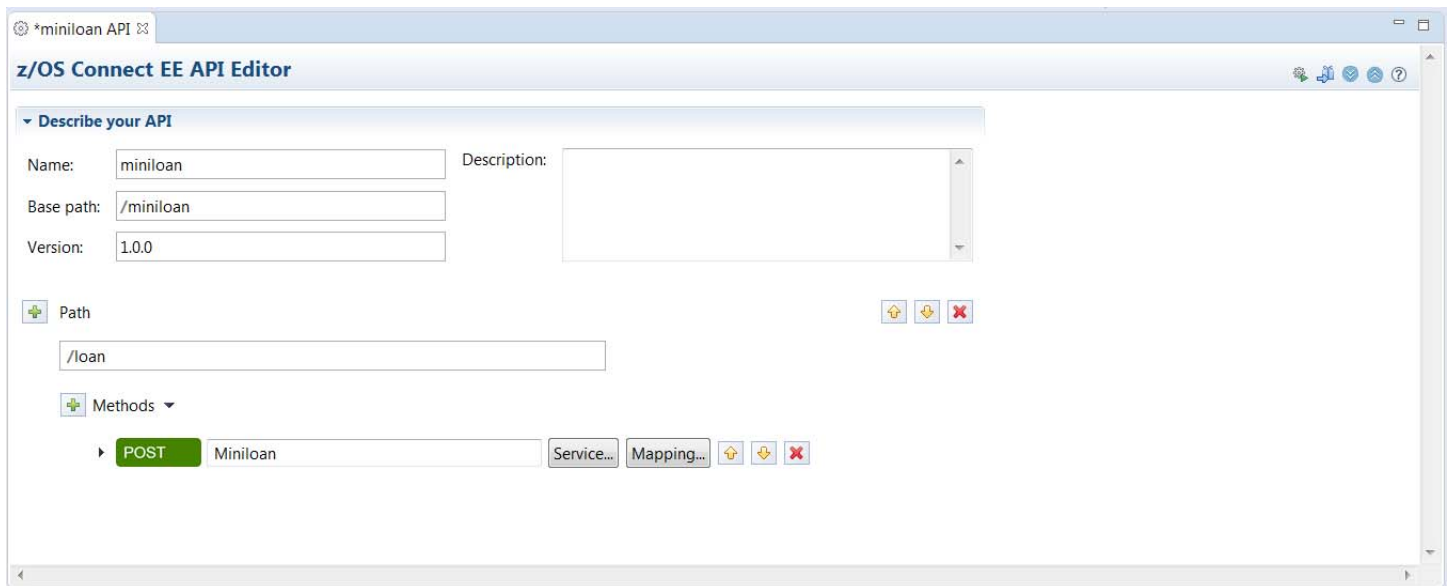 *miniloan API
z/OS Connect EE API Editor
Describe your API
Name: miniloan
Description:
Base path: /miniloan
Version: 1.0.0
Path
/loan
Methods
POST Miniloan Service... Mapping...